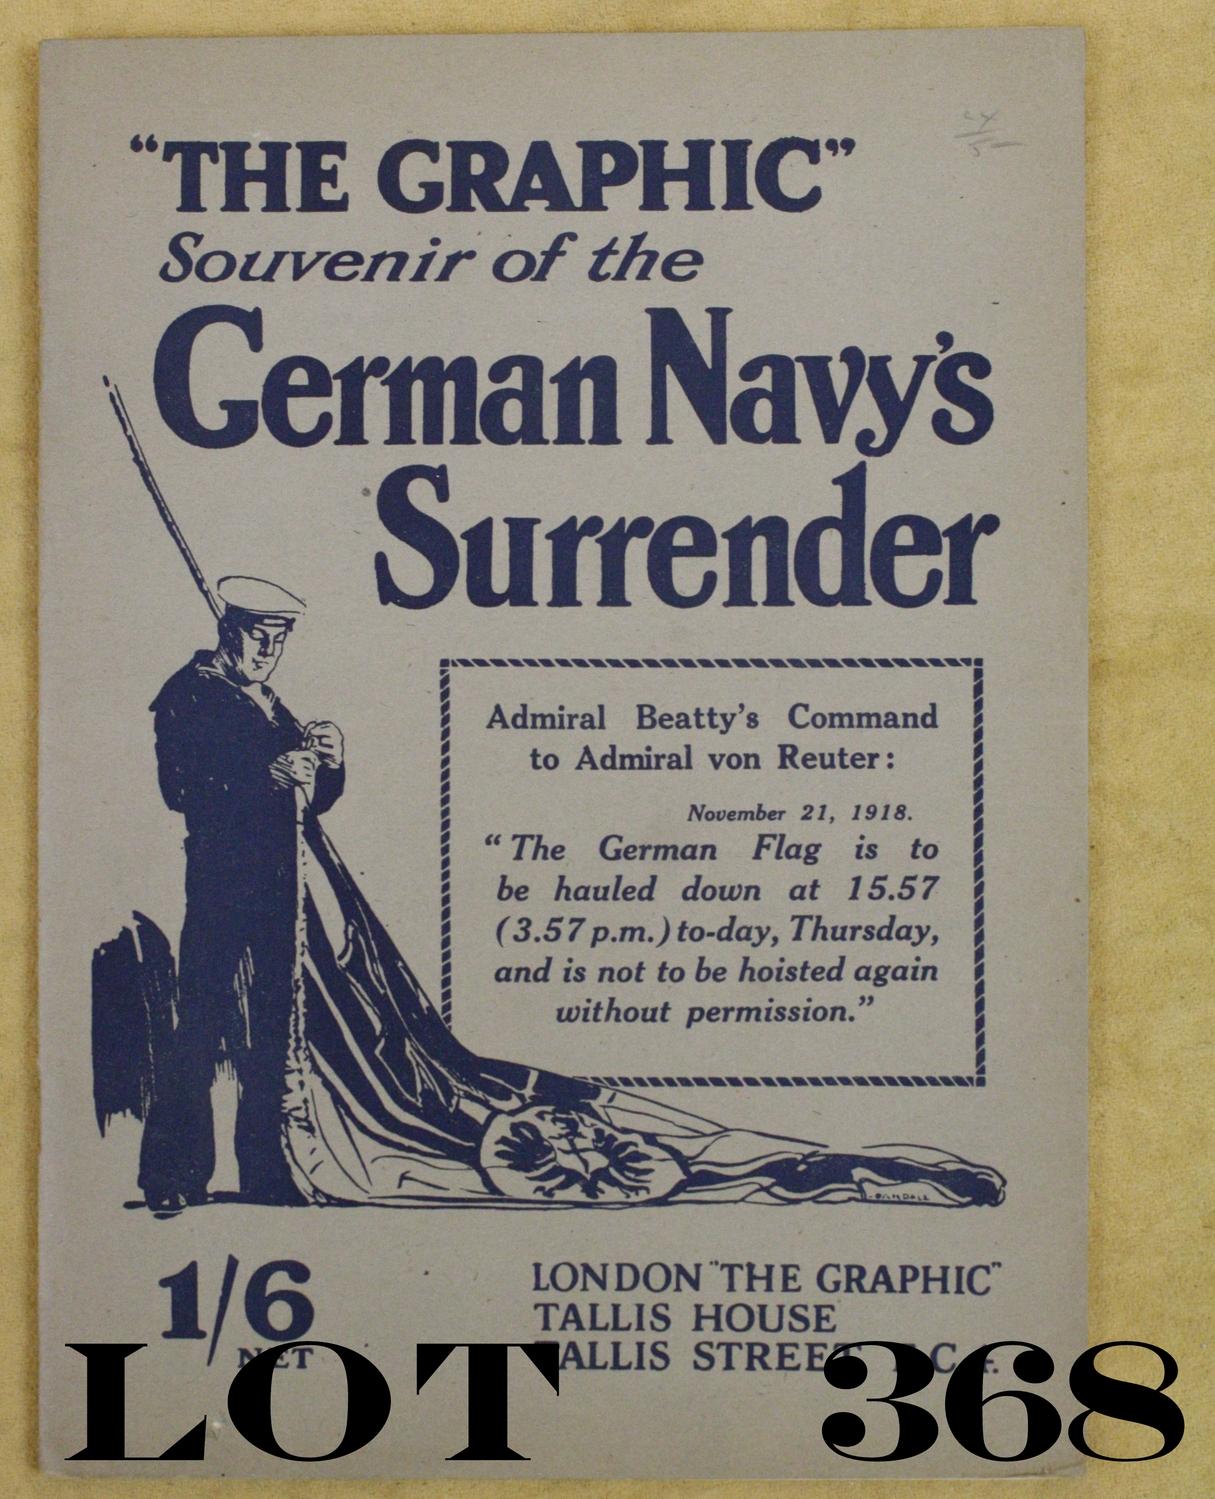 "THE GRAPHIC"
Souvenir of the
German Navy's
Surrender
Admiral Beatty's Command
to Admiral von Reuter:
November 21, 1918.
"The German Flag is to
be hauled down at 15.57
(3.57 p.m.) to-day, Thursday,
and is not to be hoisted again
without permission."
1/6
NET
LONDON "THE GRAPHIC"
TALLIS HOUSE
TALLIS STREET E.C.4.
LOT 368